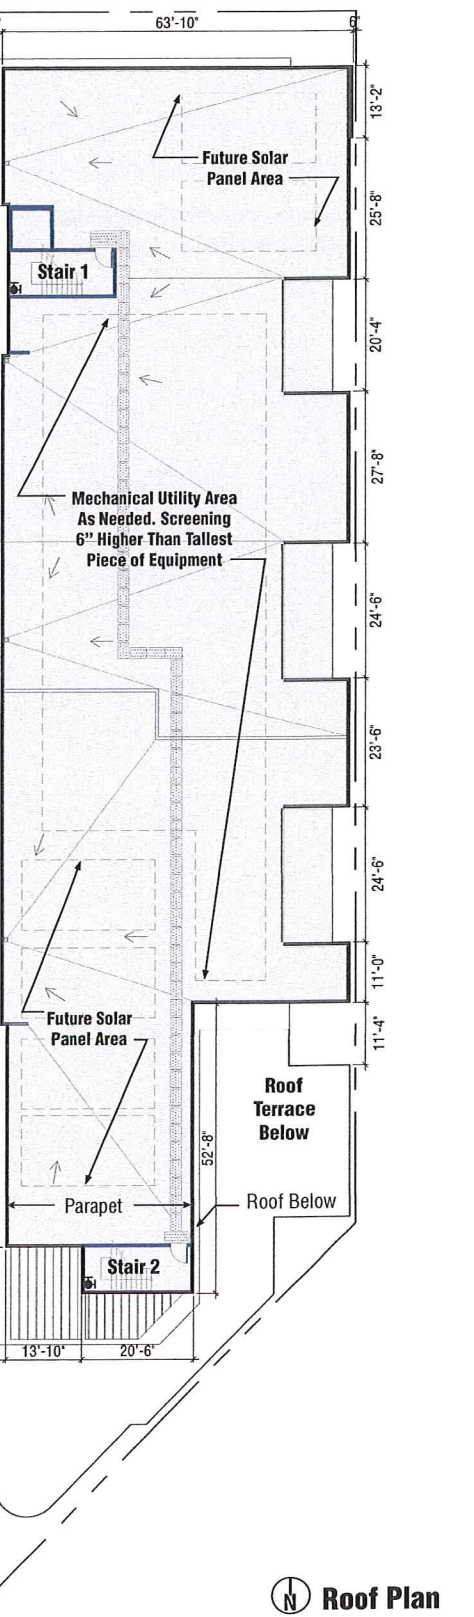 63'-10"
6"
13'-2"
Future Solar
Panel Area
25'-8"
Stair 1
20'-4"
27'-8"
Mechanical Utility Area
As Needed. Screening
6” Higher Than Tallest
Piece of Equipment
24'-6"
23'-6"
24'-6"
11'-0"
Future Solar
Panel Area
11'-4"
Roof
Terrace
Below
52'-8"
Parapet
Roof Below
Stair 2
13'-10"
20'-6"
N
Roof Plan